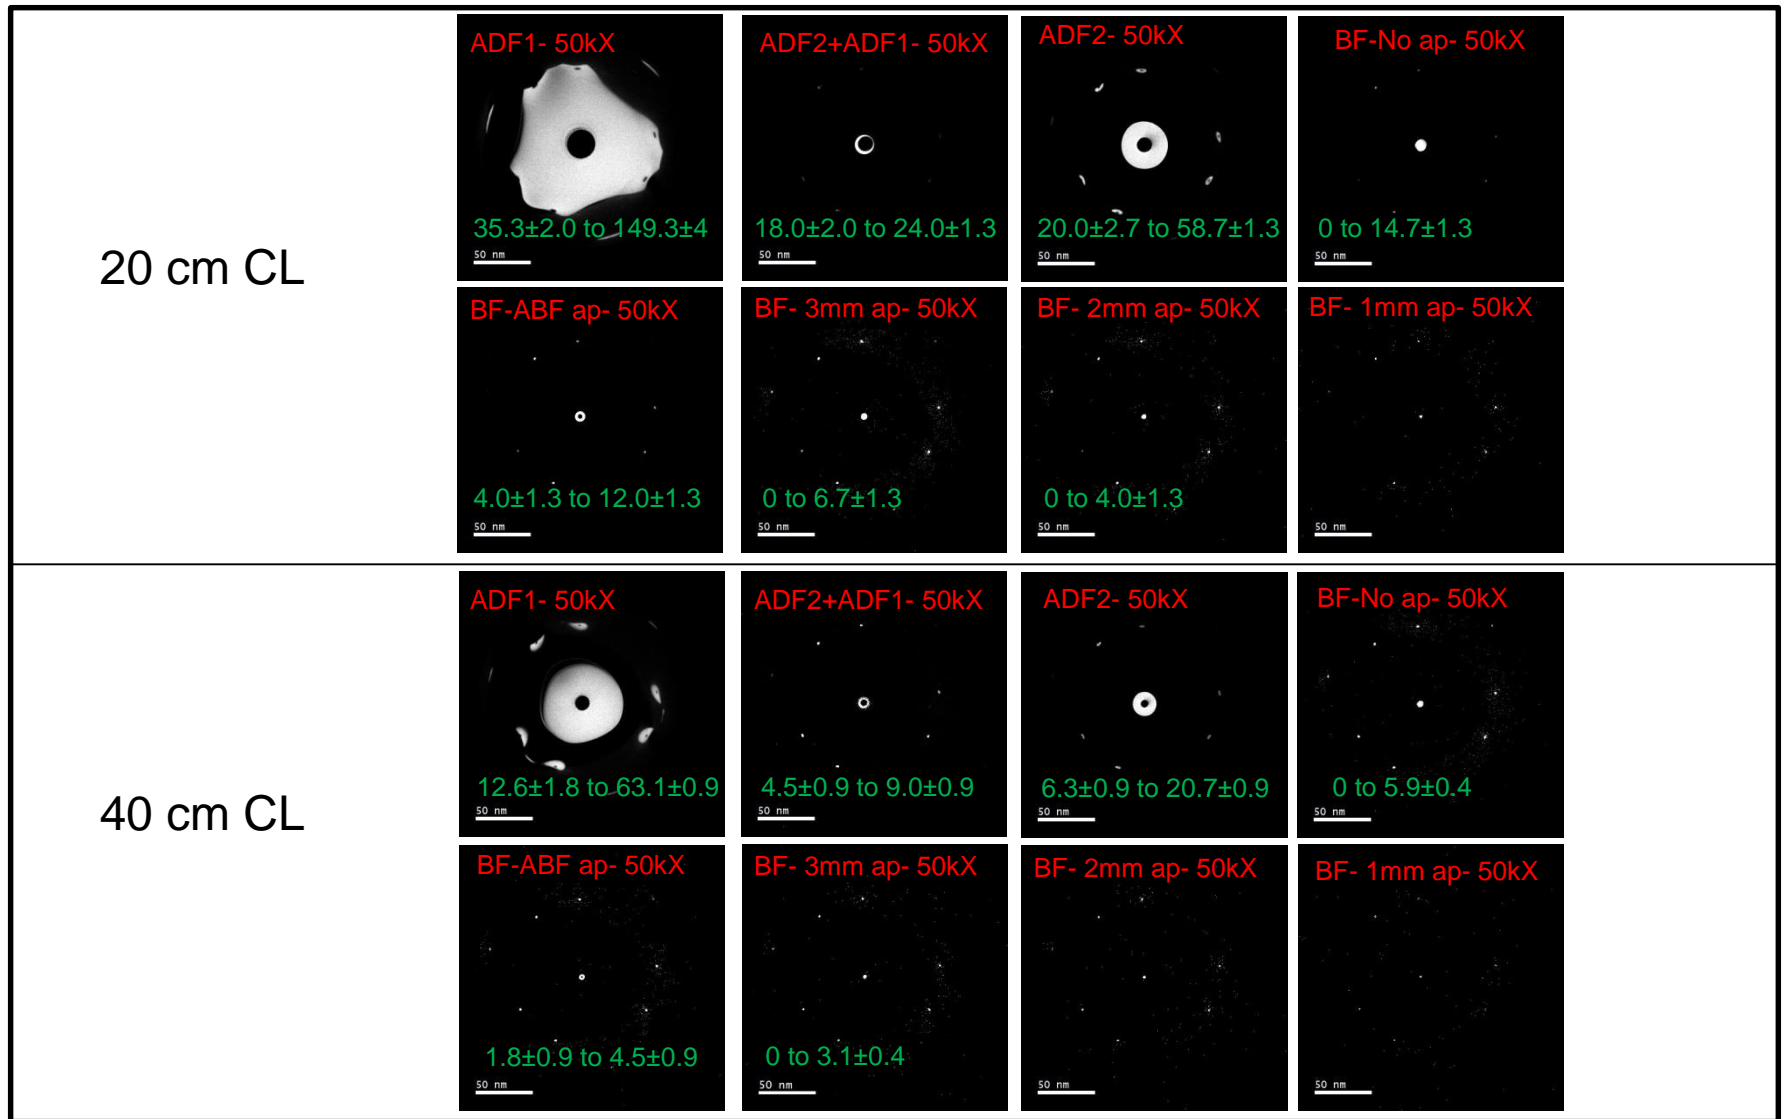 20 cm CL
ADF1- 50kX
35.3±2.0 to 149.3±4
50 nm
ADF2+ADF1- 50kX
18.0±2.0 to 24.0±1.3
50 nm
ADF2- 50kX
20.0±2.7 to 58.7±1.3
50 nm
BF-No ap- 50kX
0 to 14.7±1.3
50 nm
BF-ABF ap- 50kX
4.0±1.3 to 12.0±1.3
50 nm
BF- 3mm ap- 50kX
0 to 6.7±1.3
50 nm
BF- 2mm ap- 50kX
0 to 4.0±1.3
50 nm
BF- 1mm ap- 50kX
50 nm
40 cm CL
ADF1- 50kX
12.6±1.8 to 63.1±0.9
50 nm
ADF2+ADF1- 50kX
4.5±0.9 to 9.0±0.9
50 nm
ADF2- 50kX
6.3±0.9 to 20.7±0.9
50 nm
BF-No ap- 50kX
0 to 5.9±0.4
50 nm
BF-ABF ap- 50kX
1.8±0.9 to 4.5±0.9
50 nm
BF- 3mm ap- 50kX
0 to 3.1±0.4
50 nm
BF- 2mm ap- 50kX
50 nm
BF- 1mm ap- 50kX
50 nm